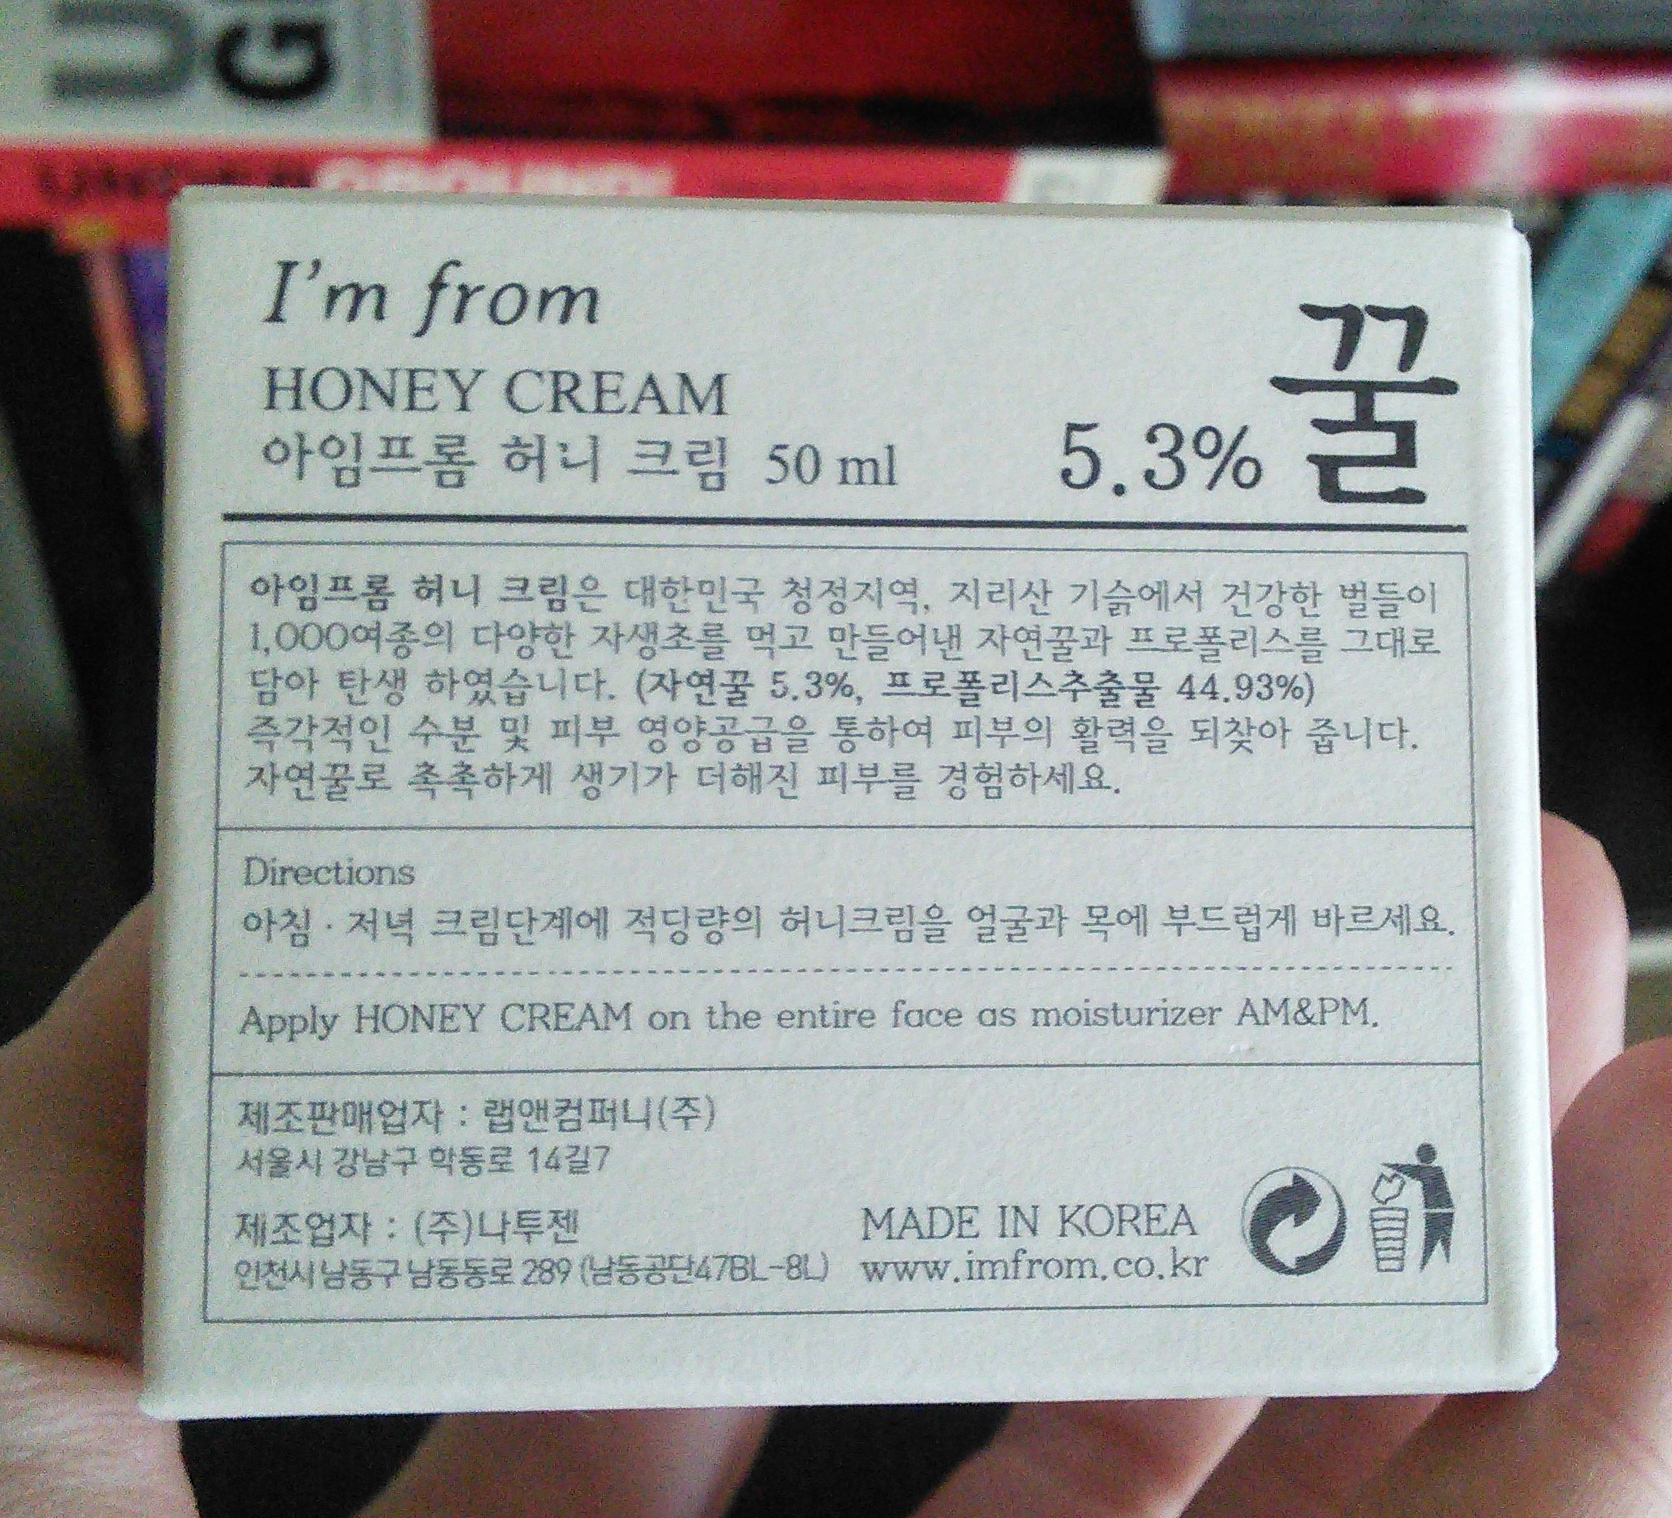 G
I'm from
HONEY CREAM
아임프롬 허니 크림 50 ml
5.3% 꿀
아임프롬 허니 크림은 대한민국 청정지역, 지리산 기슭에서 건강한 벌들이
1,000여종의 다양한 자생초를 먹고 만들어낸 자연꿀과 프로폴리스를 그대로
담아 탄생 하였습니다. (자연꿀 5.3%, 프로폴리스추출물 44.93%)
즉각적인 수분 및 피부 영양공급을 통하여 피부의 활력을 되찾아 줍니다.
자연꿀로 촉촉하게 생기가 더해진 피부를 경험하세요.
Directions
아침 · 저녁 크림단계에 적당량의 허니크림을 얼굴과 목에 부드럽게 바르세요.
Apply HONEY CREAM on the entire face as moisturizer AM&PM.
제조판매업자 : 랩앤컴퍼니(주)
서울시 강남구 학동로 14길7
제조업자 : (주)나투젠
인천시 남동구 남동동로 289 (남동공단47BL-8L)
MADE IN KOREA
www.imfrom.co.kr